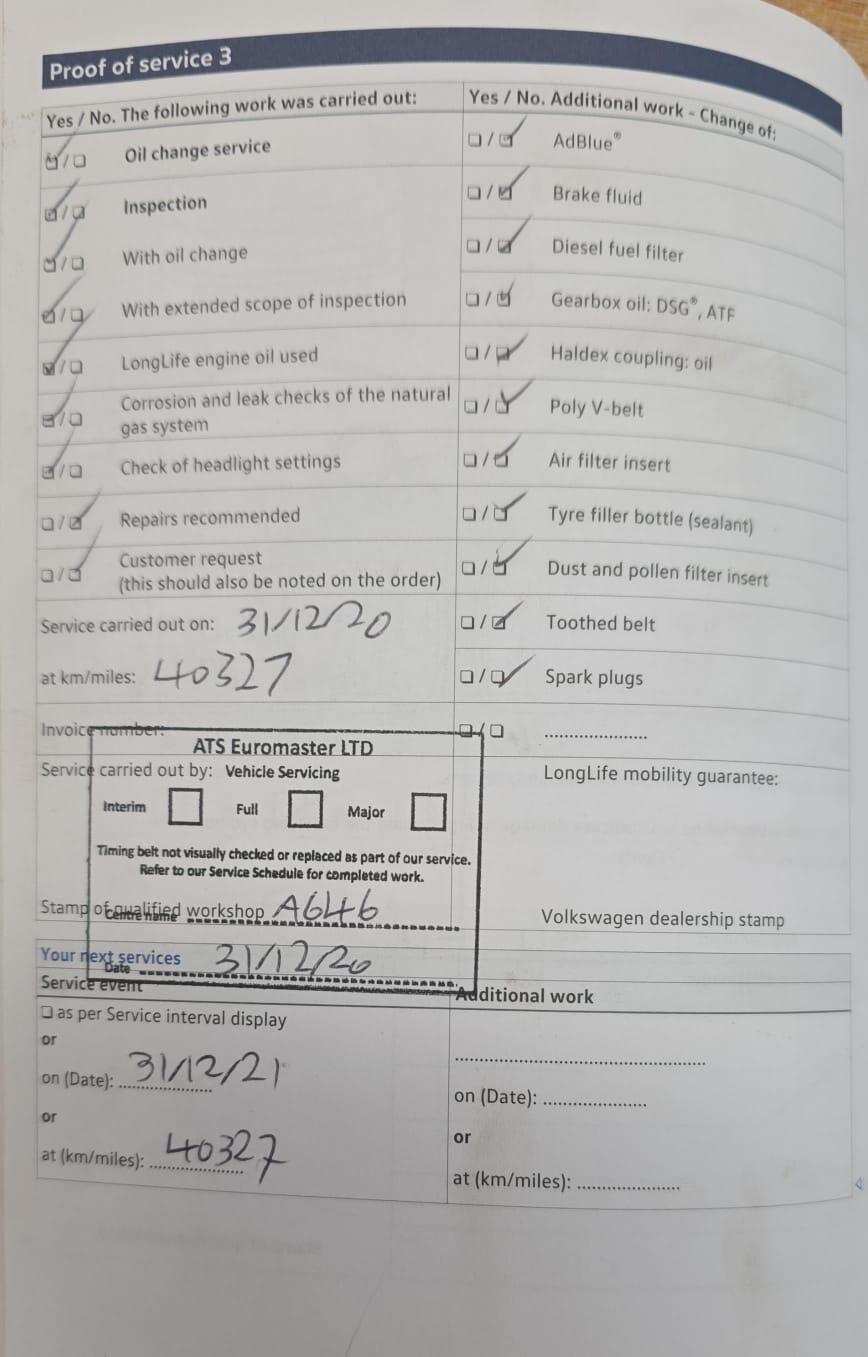 Proof of service 3
Yes / No. The following work was carried out:
Oil change service
Inspection
With oil change
With extended scope of inspection
LongLife engine oil used
Corrosion and leak checks of the natural
gas system
Check of headlight settings
Repairs recommended
Customer request
(this should also be noted on the order)
Service carried out on: 31/12/20
at km/miles: 40327
Invoice number:
Yes / No. Additional work - Change of:
AdBlue®
Brake fluid
Diesel fuel filter
Gearbox oil: DSG®, ATF
Haldex coupling: oil
Poly V-belt
Air filter insert
Tyre filler bottle (sealant)
Dust and pollen filter insert
Toothed belt
Spark plugs
ATS Euromaster LTD
Service carried out by: Vehicle Servicing
Interim Full Major
Timing belt not visually checked or replaced as part of our service.
Refer to our Service Schedule for completed work.
Stamp of qualified workshop
Centre name A646
LongLife mobility guarantee:
Volkswagen dealership stamp
Your next services
Date 31/12/20
Service event
☐ as per Service interval display
or
on (Date): 31/12/21
or
at (km/miles): 40327
Additional work
on (Date):
or
at (km/miles):